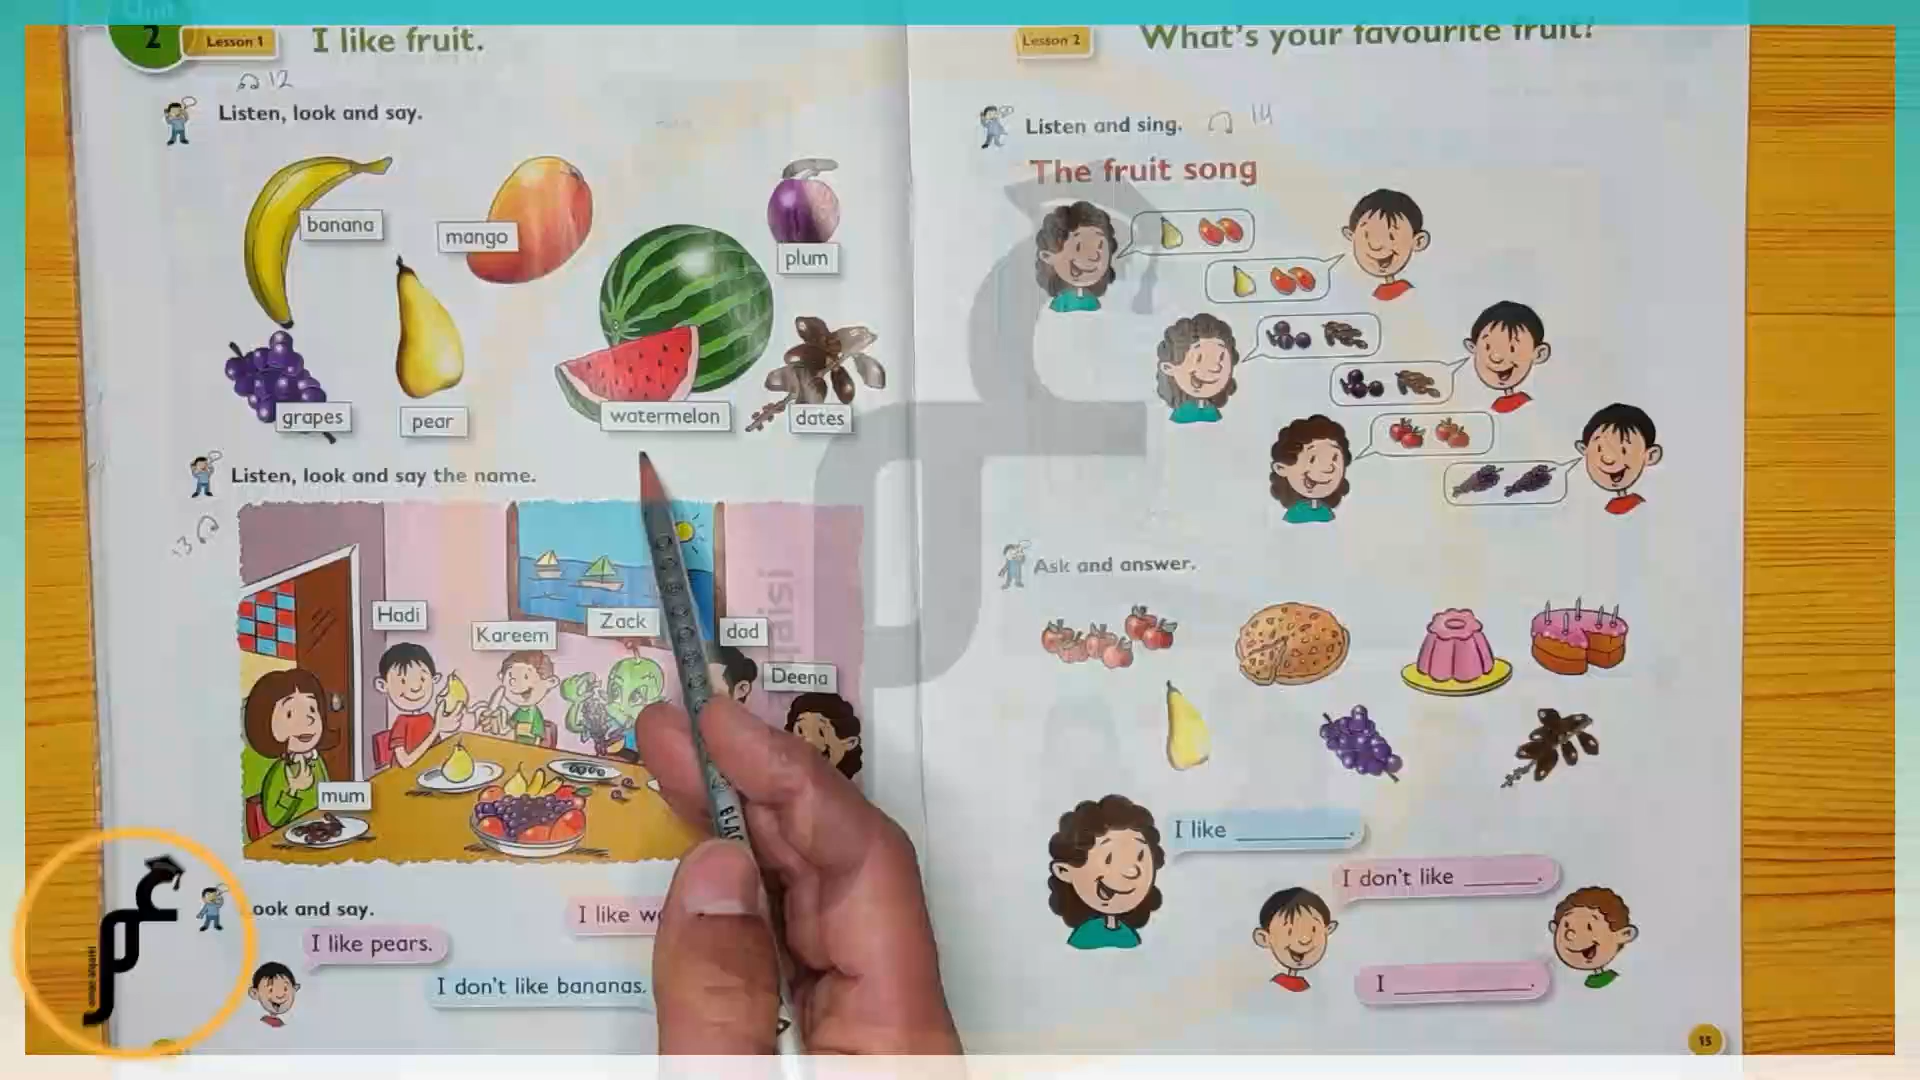 2
Lesson 1
I like fruit.
12
Listen, look and say.
banana
mango
plum
grapes
pear
watermelon
dates
Listen, look and say the name.
13
Hadi
Kareem
Zack
dad
Deena
mum
ook and say.
I like pears.
I like w
I don't like bananas.
Lesson 2
What's your favourite fruit?
Listen and sing.
14
The fruit song
Ask and answer.
I like ________.
I don't like ________.
I ________.
15